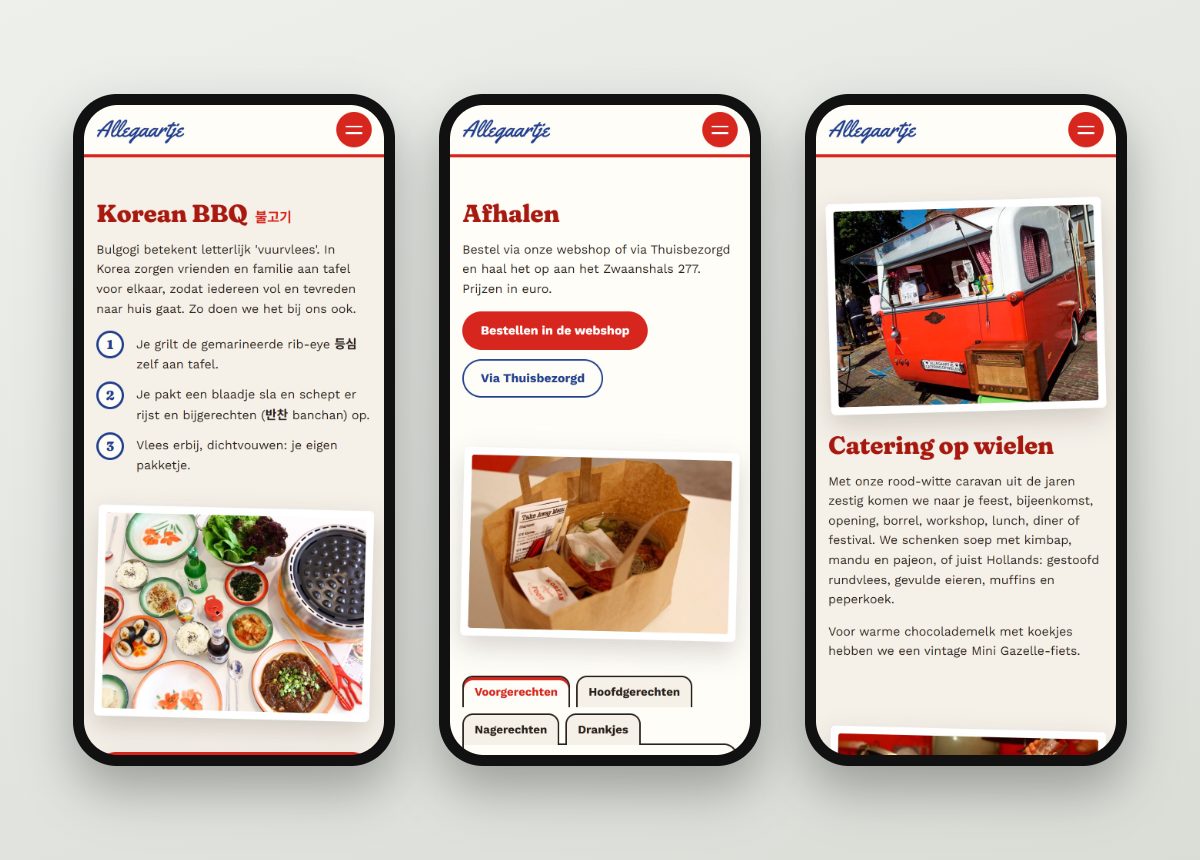 Allegaartje
Korean BBQ 불고기
Bulgogi betekent letterlijk 'vuurvlees'. In
Korea zorgen vrienden en familie aan tafel
voor elkaar, zodat iedereen vol en tevreden
naar huis gaat. Zo doen we het bij ons ook.
1 Je grilt de gemarineerde rib-eye 등심
zelf aan tafel.
2 Je pakt een blaadje sla en schept er
rijst en bijgerechten (반찬 banchan) op.
3 Vlees erbij, dichtvouwen: je eigen
pakketje.
Allegaartje
Afhalen
Bestel via onze webshop of via Thuisbezorgd
en haal het op aan het Zwaanshals 277.
Prijzen in euro.
Bestellen in de webshop
Via Thuisbezorgd
Take Away Menu
Voorgerechten
Hoofdgerechten
Nagerechten
Drankjes
Allegaartje
ALLEGAARTJE
Catering op wielen
Met onze rood-witte caravan uit de jaren
zestig komen we naar je feest, bijeenkomst,
opening, borrel, workshop, lunch, diner of
festival. We schenken soep met kimbap,
mandu en pajeon, of juist Hollands: gestoofd
rundvlees, gevulde eieren, muffins en
peperkoek.
Voor warme chocolademelk met koekjes
hebben we een vintage Mini Gazelle-fiets.